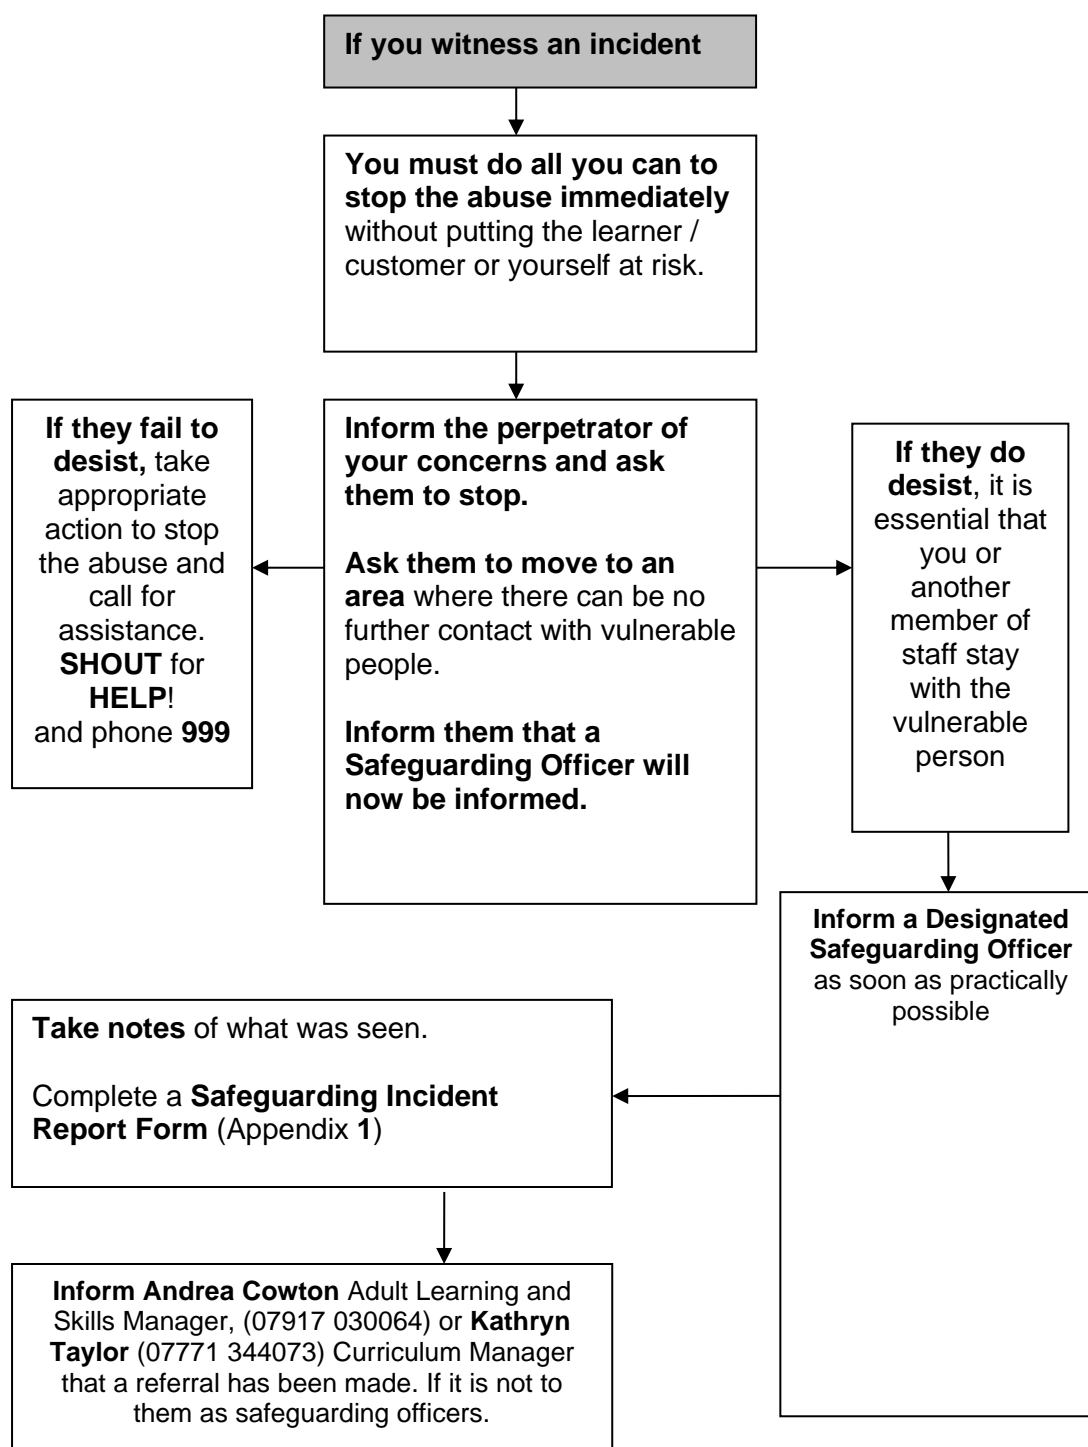 If you witness an incident
You must do all you can to
stop the abuse immediately
without putting the learner /
customer or yourself at risk.
If they fail to
desist, take
appropriate
action to stop
the abuse and
call for
assistance.
SHOUT for
HELP!
and phone 999
Inform the perpetrator of
your concerns and ask
them to stop.
Ask them to move to an
area where there can be no
further contact with vulnerable
people.
Inform them that a
Safeguarding Officer will
now be informed.
If they do
desist, it is
essential that
you or
another
member of
staff stay
with the
vulnerable
person
Inform a Designated
Safeguarding Officer
as soon as practically
possible
Take notes of what was seen.
Complete a Safeguarding Incident
Report Form (Appendix 1)
Inform Andrea Cowton Adult Learning and
Skills Manager, (07917 030064) or Kathryn
Taylor (07771 344073) Curriculum Manager
that a referral has been made. If it is not to
them as safeguarding officers.